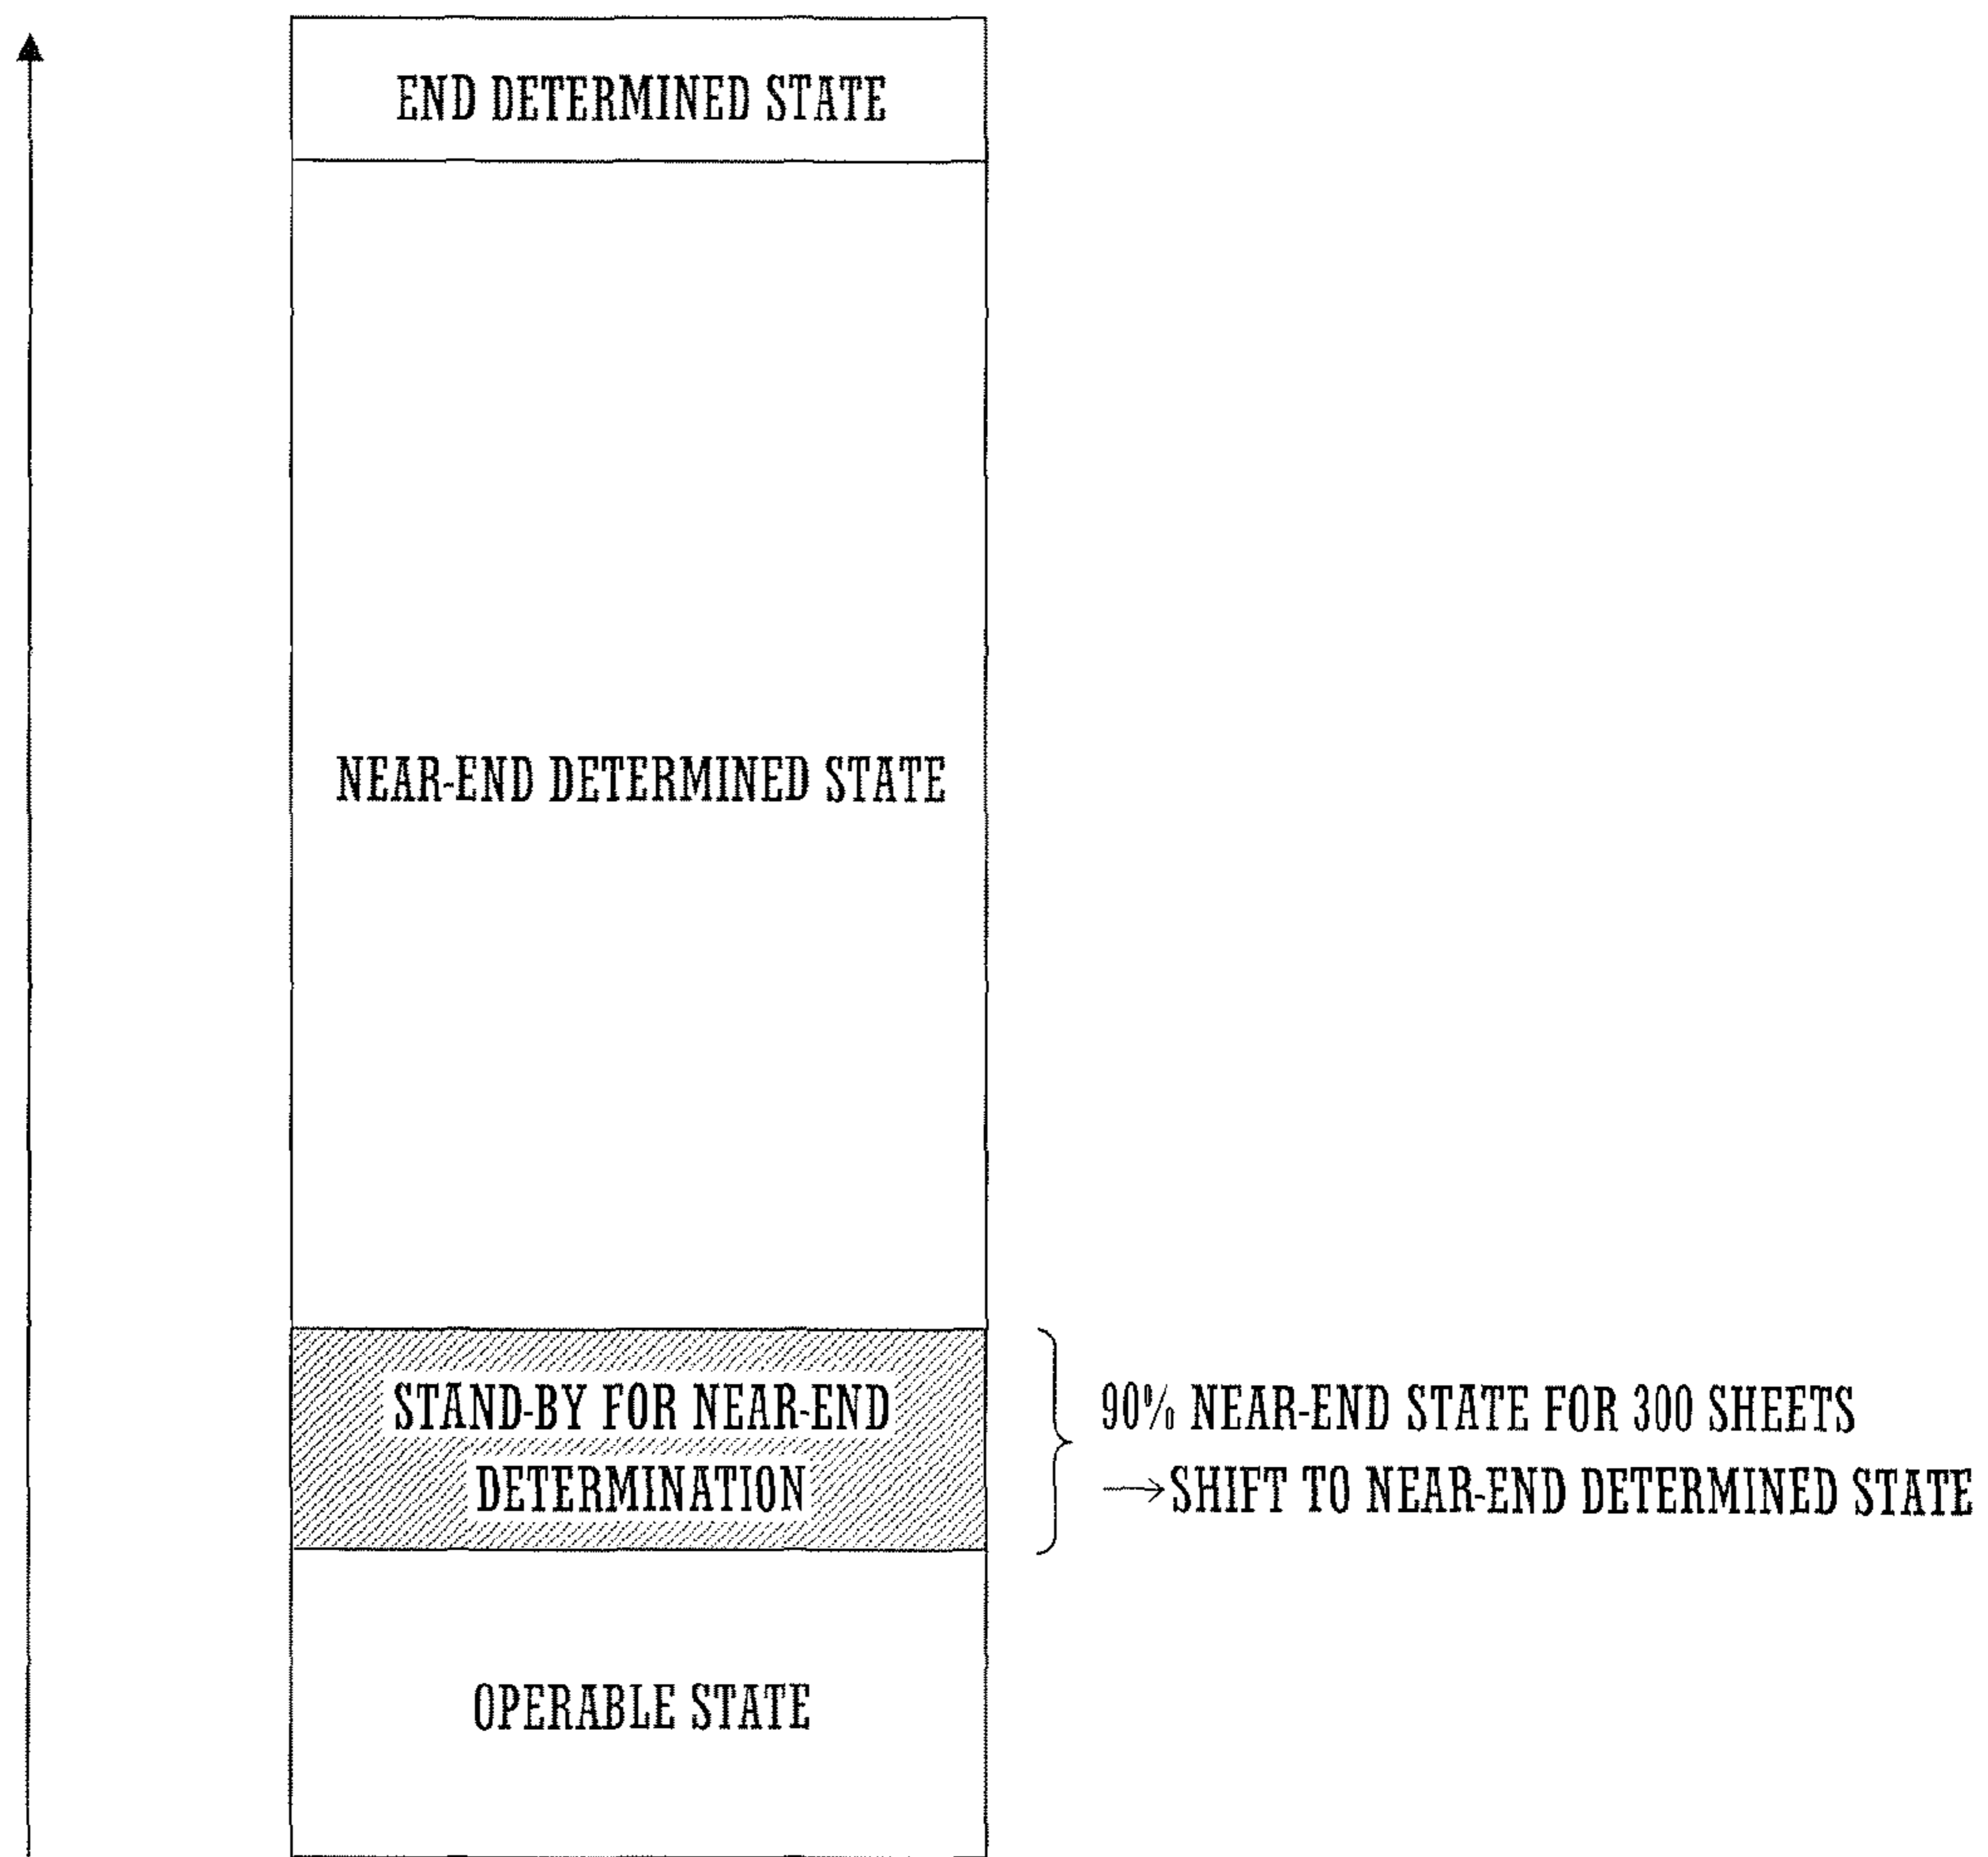 END DETERMINED STATE
NEAR-END DETERMINED STATE
STAND-BY FOR NEAR-END
DETERMINATION
90% NEAR-END STATE FOR 300 SHEETS
→SHIFT TO NEAR-END DETERMINED STATE
OPERABLE STATE